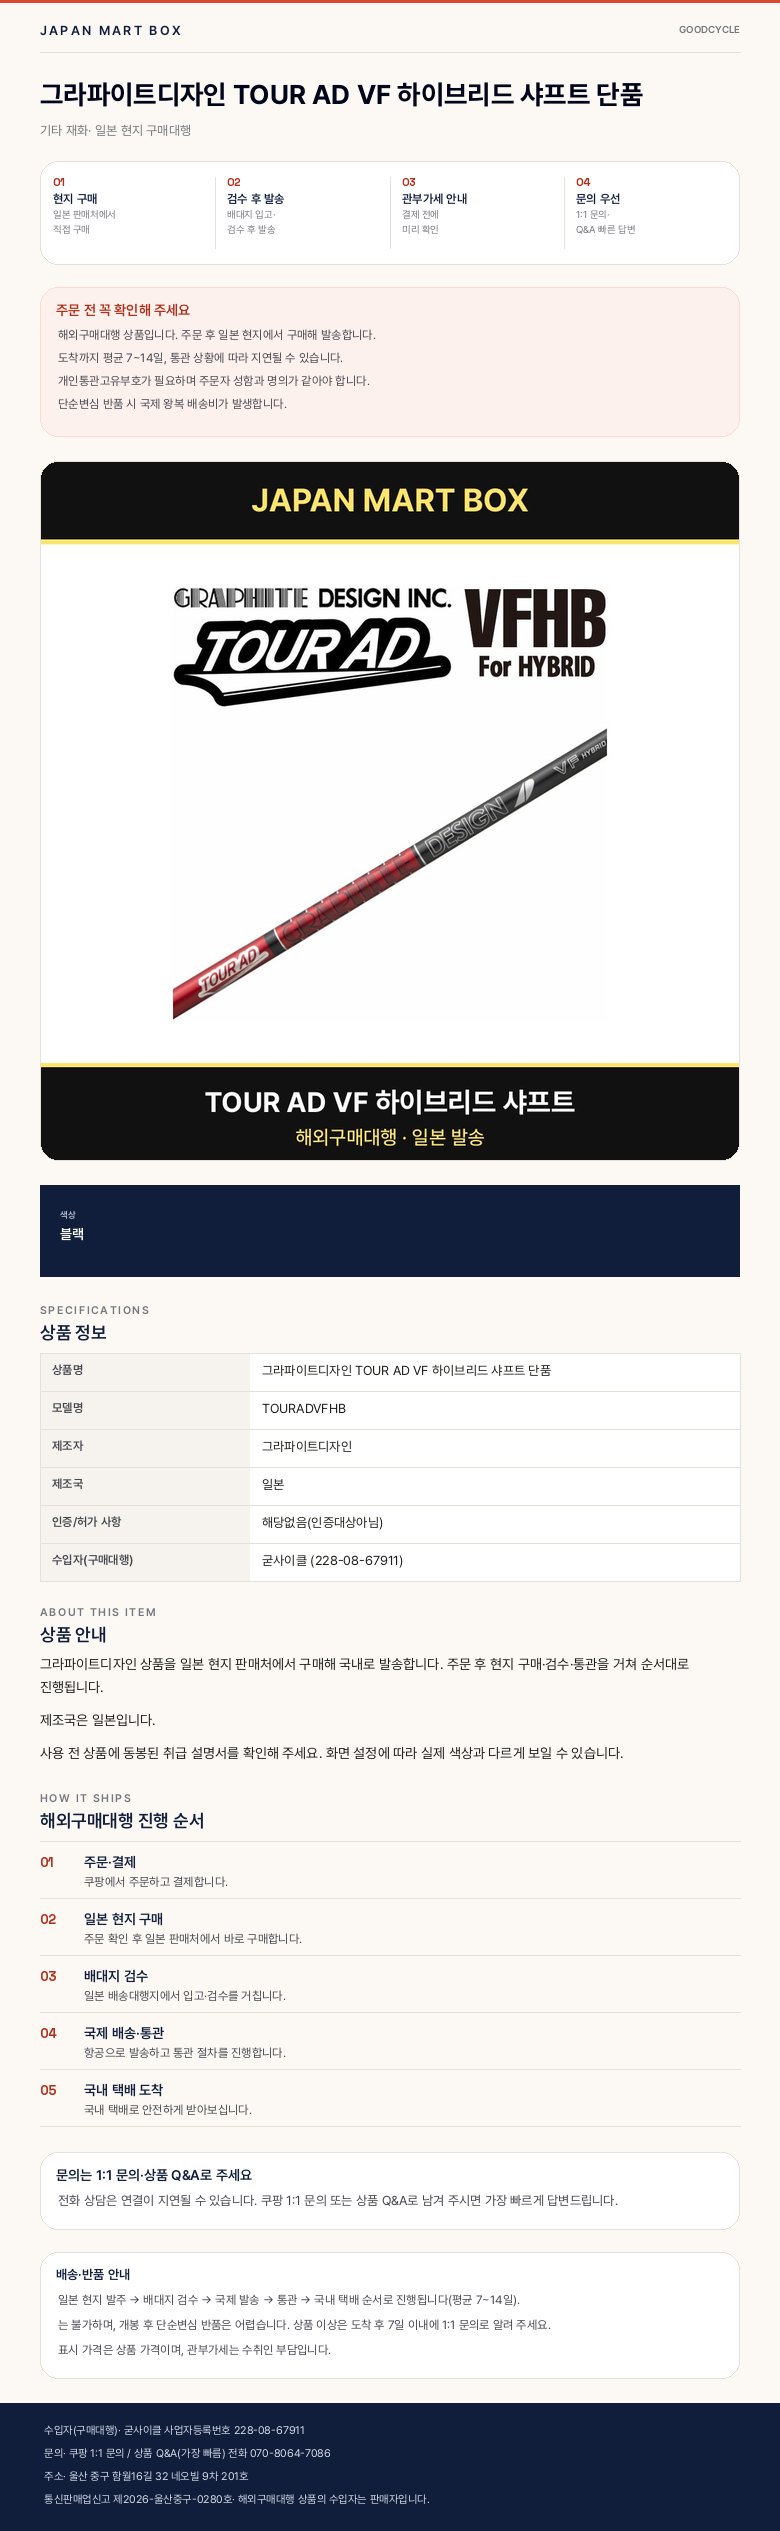 JAPAN MART BOX
GOODCYCLE
그라파이트디자인 TOUR AD VF 하이브리드 샤프트 단품
기타 재화· 일본 현지 구매대행
01
현지 구매
일본 판매처에서
직접 구매
02
검수 후 발송
배대지 입고·
검수 후 발송
03
관부가세 안내
결제 전에
미리 확인
04
문의 우선
1:1 문의·
Q&A 빠른 답변
주문 전 꼭 확인해 주세요
해외구매대행 상품입니다. 주문 후 일본 현지에서 구매해 발송합니다.
도착까지 평균 7~14일, 통관 상황에 따라 지연될 수 있습니다.
개인통관고유부호가 필요하며 주문자 성함과 명의가 같아야 합니다.
단순변심 반품 시 국제 왕복 배송비가 발생합니다.
JAPAN MART BOX
GRAPHITE DESIGN INC.
TOUR AD
VFHB
For HYBRID
VF HYBRID
GRAPHITE DESIGN
TOUR AD
TOUR AD VF 하이브리드 샤프트
해외구매대행 · 일본 발송
색상
블랙
SPECIFICATIONS
상품 정보
상품명 그라파이트디자인 TOUR AD VF 하이브리드 샤프트 단품
모델명 TOURADVFHB
제조자 그라파이트디자인
제조국 일본
인증/허가 사항 해당없음(인증대상아님)
수입자(구매대행) 굳사이클 (228-08-67911)
ABOUT THIS ITEM
상품 안내
그라파이트디자인 상품을 일본 현지 판매처에서 구매해 국내로 발송합니다. 주문 후 현지 구매·검수·통관을 거쳐 순서대로
진행됩니다.
제조국은 일본입니다.
사용 전 상품에 동봉된 취급 설명서를 확인해 주세요. 화면 설정에 따라 실제 색상과 다르게 보일 수 있습니다.
HOW IT SHIPS
해외구매대행 진행 순서
01 주문·결제
쿠팡에서 주문하고 결제합니다.
02 일본 현지 구매
주문 확인 후 일본 판매처에서 바로 구매합니다.
03 배대지 검수
일본 배송대행지에서 입고·검수를 거칩니다.
04 국제 배송·통관
항공으로 발송하고 통관 절차를 진행합니다.
05 국내 택배 도착
국내 택배로 안전하게 받아보십니다.
문의는 1:1 문의·상품 Q&A로 주세요
전화 상담은 연결이 지연될 수 있습니다. 쿠팡 1:1 문의 또는 상품 Q&A로 남겨 주시면 가장 빠르게 답변드립니다.
배송·반품 안내
일본 현지 발주 → 배대지 검수 → 국제 발송 → 통관 → 국내 택배 순서로 진행됩니다(평균 7~14일).
는 불가하며, 개봉 후 단순변심 반품은 어렵습니다. 상품 이상은 도착 후 7일 이내에 1:1 문의로 알려 주세요.
표시 가격은 상품 가격이며, 관부가세는 수취인 부담입니다.
수입자(구매대행)· 굳사이클 사업자등록번호 228-08-67911
문의· 쿠팡 1:1 문의 / 상품 Q&A(가장 빠름) 전화 070-8064-7086
주소· 울산 중구 함월16길 32 네오빌 9차 201호
통신판매업신고 제2026-울산중구-0280호· 해외구매대행 상품의 수입자는 판매자입니다.